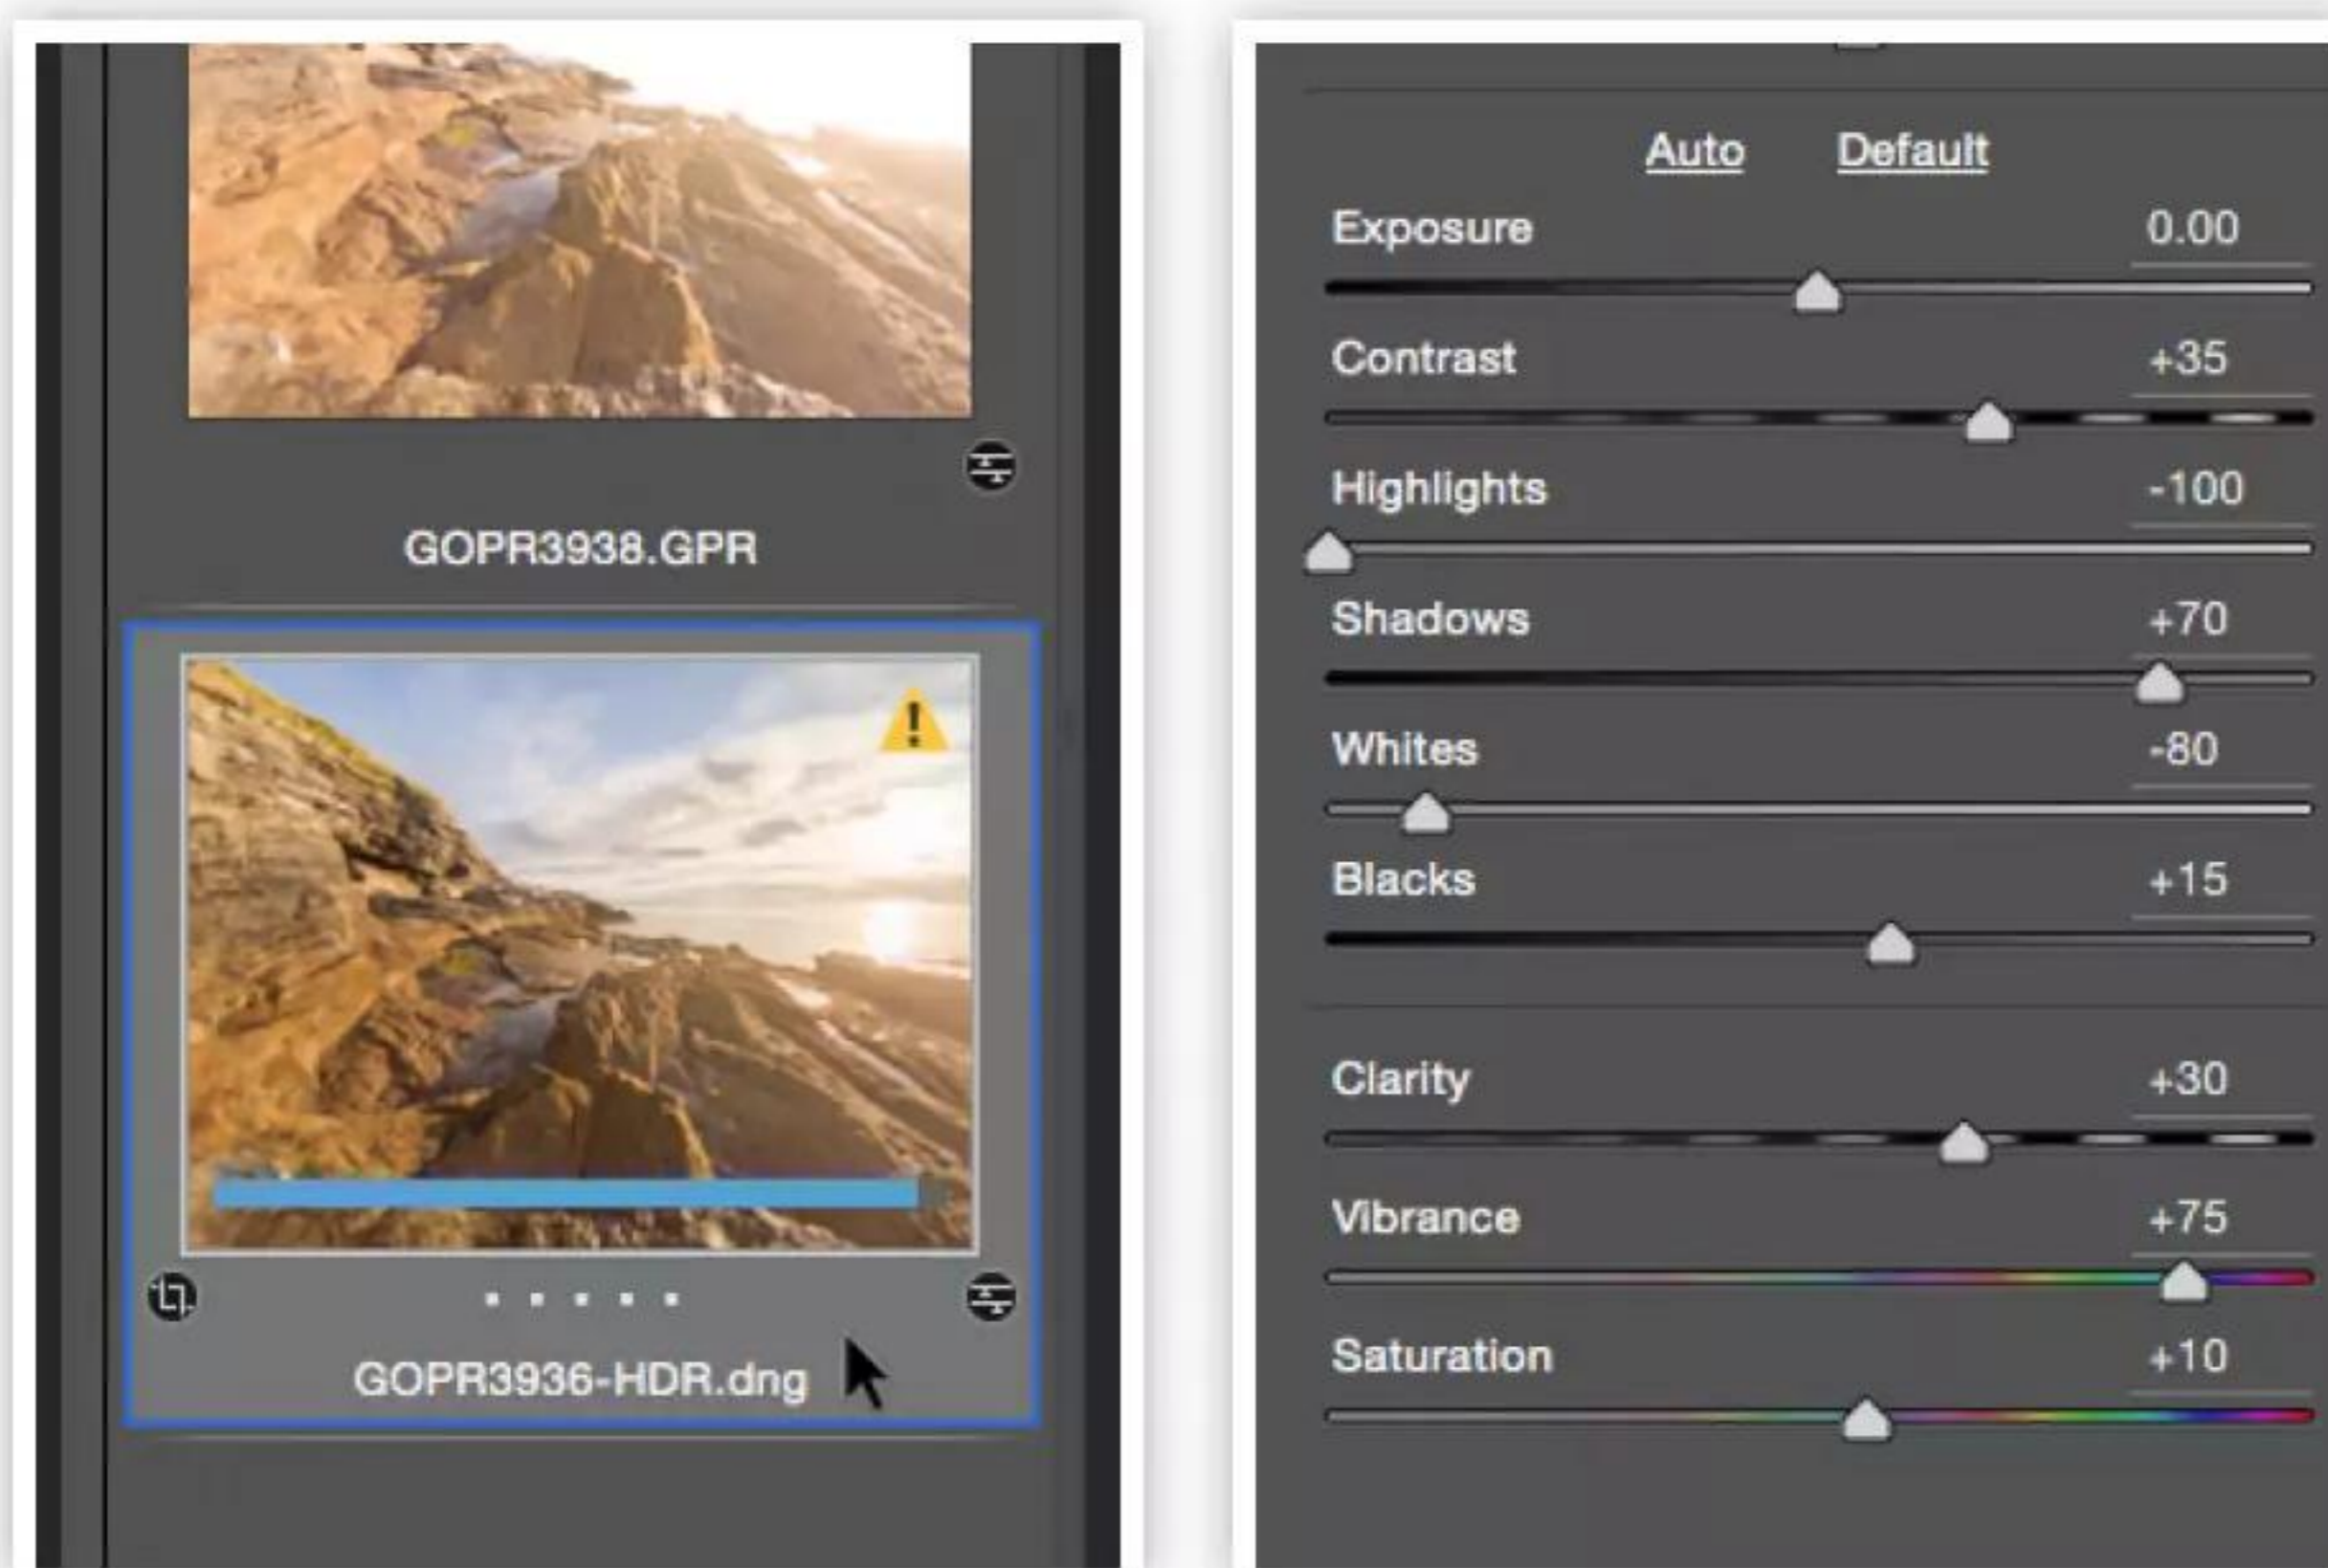 GOPR3938.GPR
GOPR3936-HDR.dng
Auto Default
Exposure 0.00
Contrast +35
Highlights -100
Shadows +70
Whites -80
Blacks +15
Clarity +30
Vibrance +75
Saturation +10